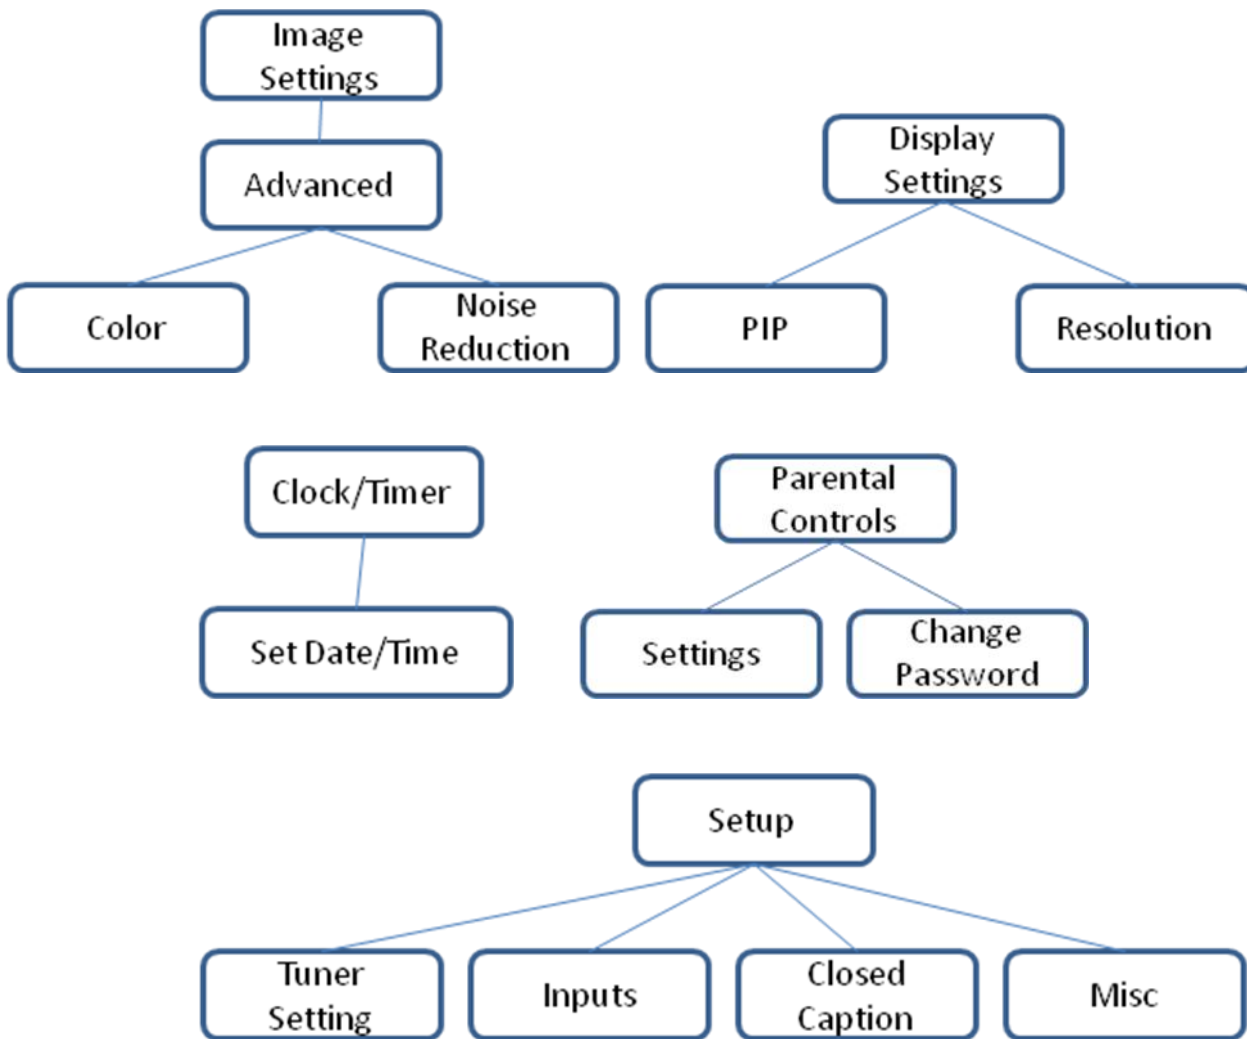 Image
Settings
Advanced
Color
Noise
Reduction
Display
Settings
PIP
Resolution
Clock/Timer
Set Date/Time
Parental
Controls
Settings
Change
Password
Setup
Tuner
Setting
Inputs
Closed
Caption
Misc